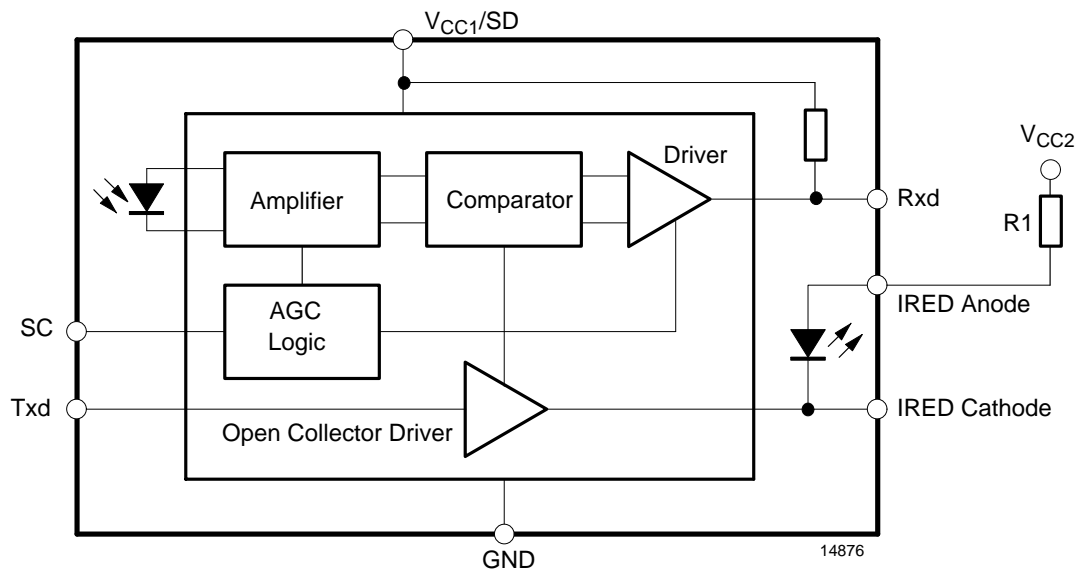 VCC1/SD
Driver
VCC2
Amplifier
Comparator
Rxd
R1
AGC
Logic
SC
IRED Anode
Txd
Open Collector Driver
IRED Cathode
GND
14876